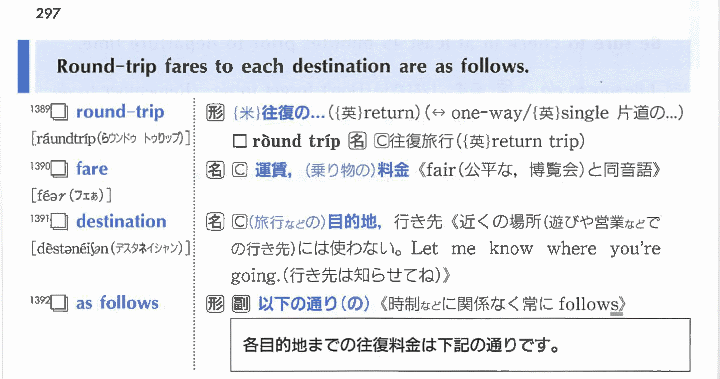 297
Round-trip fares to each destination are as follows.
1389□ round-trip
[ráundtríp(らウンドゥ トゥりップ)]
形 {米}往復の…({英}return)(↔ one-way/{英}single 片道の…)
□ ròund tríp 名 C往復旅行({英}return trip)
1390□ fare
[féər(フェぁ)]
名 C 運賃, (乗り物の)料金《fair(公平な, 博覧会)と同音語》
1391□ destination
[dèstənéiʃən(デスタネイシャン)]
名 C(旅行などの)目的地, 行き先《近くの場所(遊びや営業などで
の行き先)には使わない。Let me know where you're
going.(行き先は知らせてね)》
1392□ as follows
形 副 以下の通り(の)《時制などに関係なく常に follows》
各目的地までの往復料金は下記の通りです。